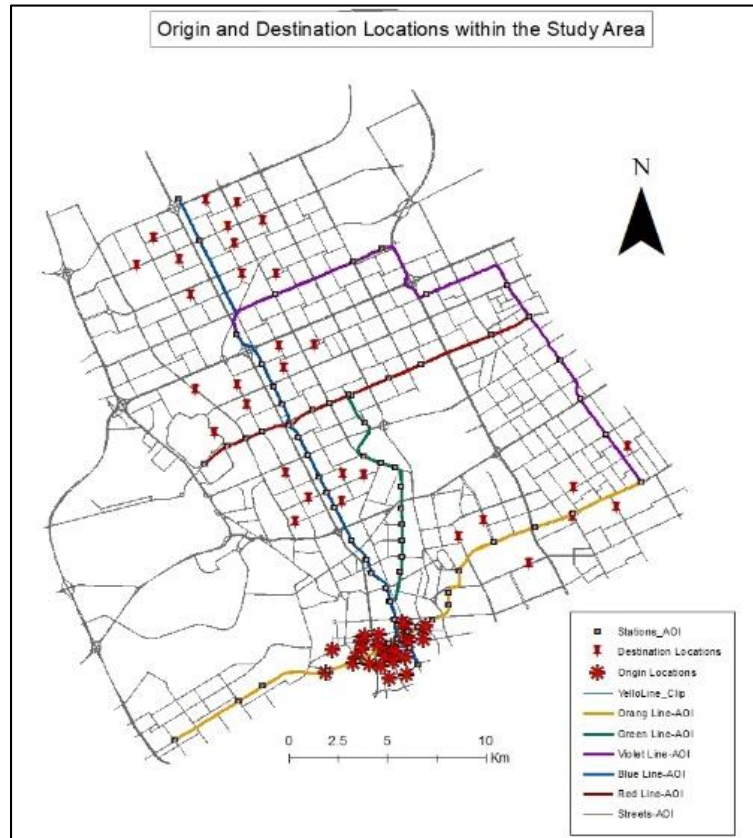 Origin and Destination Locations within the Study Area
N
Stations_AOI
Destination Locations
Origin Locations
YelloLine_Clip
Orang Line-AOI
Green Line-AOI
Violet Line-AOI
Blue Line-AOI
Red Line-AOI
Streets-AOI
0 2.5 5 10
Km